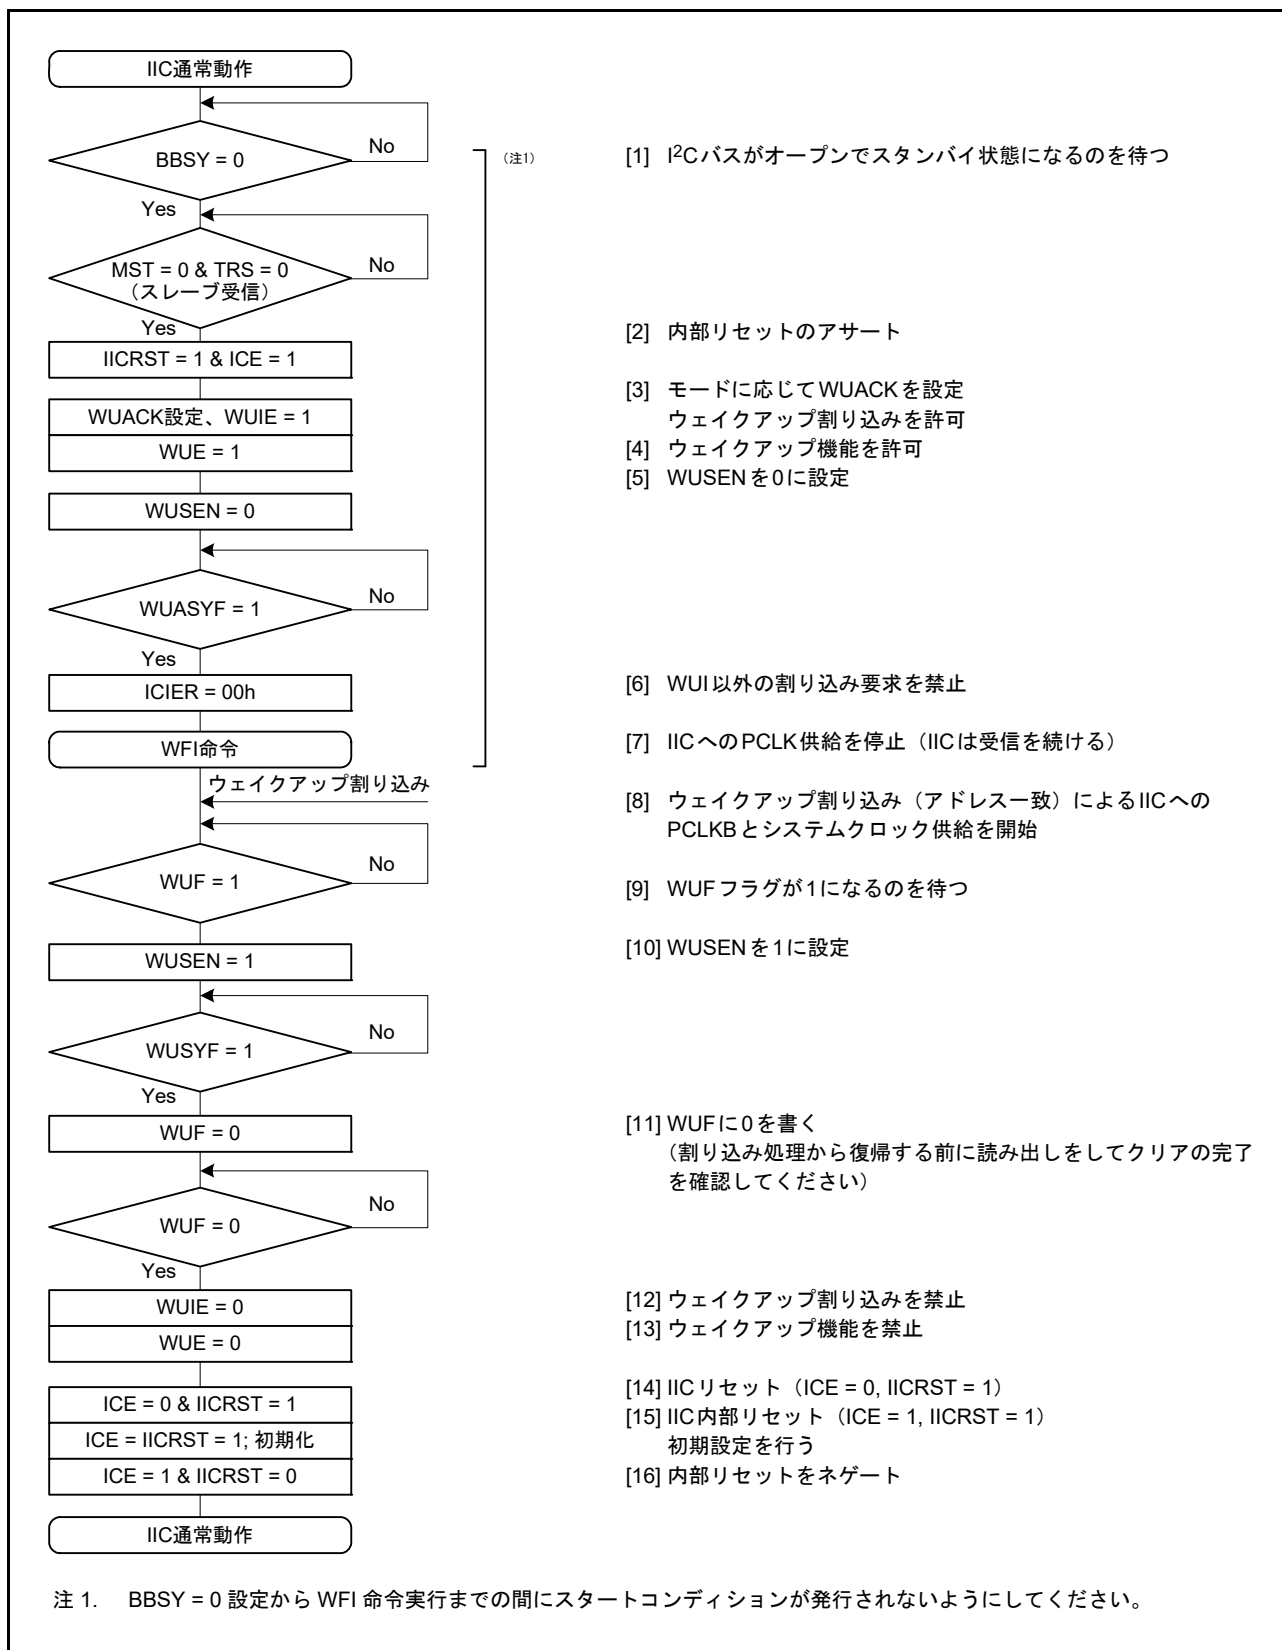 IIC通常動作
BBSY = 0
No
Yes
MST = 0 & TRS = 0
（スレーブ受信）
No
Yes
IICRST = 1 & ICE = 1
WUACK設定、WUIE = 1
WUE = 1
WUSEN = 0
WUASYF = 1
No
Yes
ICIER = 00h
WFI命令
ウェイクアップ割り込み
WUF = 1
No
WUSEN = 1
WUSYF = 1
No
Yes
WUF = 0
WUF = 0
No
Yes
WUIE = 0
WUE = 0
ICE = 0 & IICRST = 1
ICE = IICRST = 1; 初期化
ICE = 1 & IICRST = 0
IIC通常動作
（注1）
[1] I2Cバスがオープンでスタンバイ状態になるのを待つ
[2] 内部リセットのアサート
[3] モードに応じてWUACKを設定
ウェイクアップ割り込みを許可
[4] ウェイクアップ機能を許可
[5] WUSENを0に設定
[6] WUI以外の割り込み要求を禁止
[7] IICへのPCLK供給を停止（IICは受信を続ける）
[8] ウェイクアップ割り込み（アドレス一致）によるIICへの
PCLKBとシステムクロック供給を開始
[9] WUFフラグが1になるのを待つ
[10] WUSENを1に設定
[11] WUFに0を書く
（割り込み処理から復帰する前に読み出しをしてクリアの完了
を確認してください）
[12] ウェイクアップ割り込みを禁止
[13] ウェイクアップ機能を禁止
[14] IICリセット（ICE = 0, IICRST = 1）
[15] IIC内部リセット（ICE = 1, IICRST = 1）
初期設定を行う
[16] 内部リセットをネゲート
注 1. BBSY = 0 設定から WFI 命令実行までの間にスタートコンディションが発行されないようにしてください。